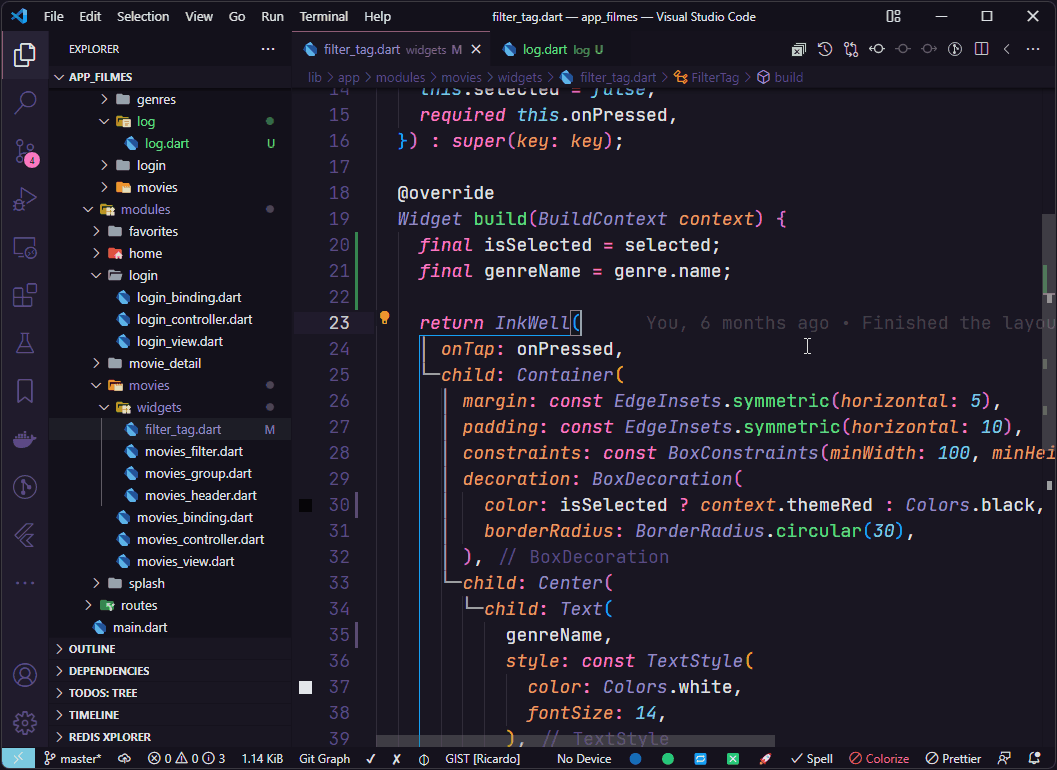 File Edit Selection View Go Run Terminal Help filter_tag.dart — app_filmes — Visual Studio Code
EXPLORER
filter_tag.dart widgets M
log.dart log U
lib > app > modules > movies > widgets > filter_tag.dart > FilterTag > build
APP_FILMES
genres
log
log.dart U
login
movies
modules
favorites
home
login
login_binding.dart
login_controller.dart
login_view.dart
movie_detail
movies
widgets
filter_tag.dart M
movies_filter.dart
movies_group.dart
movies_header.dart
movies_binding.dart
movies_controller.dart
movies_view.dart
splash
routes
main.dart
OUTLINE
DEPENDENCIES
TODOS: TREE
TIMELINE
REDIS XPLORER
4
14 this.selected = false,
15 required this.onPressed,
16 }) : super(key: key);
17
18 @override
19 Widget build(BuildContext context) {
20 final isSelected = selected;
21 final genreName = genre.name;
22
23 return InkWell( You, 6 months ago • Finished the layou
24 onTap: onPressed,
25 child: Container(
26 margin: const EdgeInsets.symmetric(horizontal: 5),
27 padding: const EdgeInsets.symmetric(horizontal: 10),
28 constraints: const BoxConstraints(minWidth: 100, minHei
29 decoration: BoxDecoration(
30 color: isSelected ? context.themeRed : Colors.black,
31 borderRadius: BorderRadius.circular(30),
32 ), // BoxDecoration
33 child: Center(
34 child: Text(
35 genreName,
36 style: const TextStyle(
37 color: Colors.white,
38 fontSize: 14,
39 ), // TextStyle
master* 0 0 3 1.14 KiB Git Graph GIST [Ricardo] No Device Spell Colorize Prettier